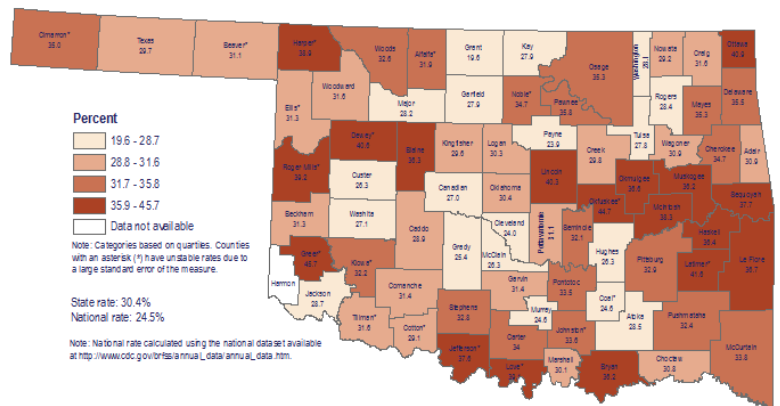 Cimarron*
36.0
Texas
29.7
Beaver*
31.1
Harper*
38.9
Woods
32.6
Alfalfa*
31.9
Grant
19.6
Kay
27.9
Osage
35.3
Washington
28.1
Nowata
29.2
Craig
31.6
Ottawa
40.9
Ellis*
31.3
Woodward
31.6
Major
28.2
Garfield
27.9
Noble*
34.7
Pawnee
35.8
Rogers
28.4
Mayes
35.3
Delaware
35.5
Dewey*
40.6
Blaine
36.3
Kingfisher
29.6
Logan
30.3
Payne
23.9
Creek
29.8
Tulsa
27.8
Wagoner
30.9
Cherokee
34.7
Adair
30.9
Roger Mills*
39.2
Custer
26.3
Canadian
27.0
Oklahoma
30.4
Lincoln
40.3
Okmulgee
36.6
Muskogee
36.2
Sequoyah
37.7
Beckham
31.3
Washita
27.1
Caddo
28.9
Grady
25.4
Cleveland
24.0
McClain
26.3
Pottawatomie
31.1
Seminole
32.1
Okfuskee*
44.7
McIntosh
38.3
Haskell
36.4
Hughes
26.3
Pittsburg
32.9
Latimer*
Le Flore
Greer*
Kiowa*
32.2
Harmon
Jackson
28.7
Comanche
31.4
Garvin
31.4
Pontotoc
33.5
Coal*
24.6
Tillman*
31.6
Cotton*
29.1
Stephens
32.8
Murray
24.6
Carter
34
Johnston*
33.6
Atoka
28.5
Pushmataha
32.4
McCurtain
33.8
Jefferson*
37.6
Love*
Marshall
30.1
Bryan
36.2
Choctaw
30.8
Percent
19.6 - 28.7
28.8 - 31.6
31.7 - 35.8
35.9 - 45.7
Data not available
Note: Categories based on quartiles. Counties
with an asterisk (*) have unstable rates due to
a large standard error of the measure.
State rate: 30.4%
National rate: 24.5%
Note: National rate calculated using the national dataset available
at http://www.cdc.gov/brfss/annual_data/annual_data.htm.